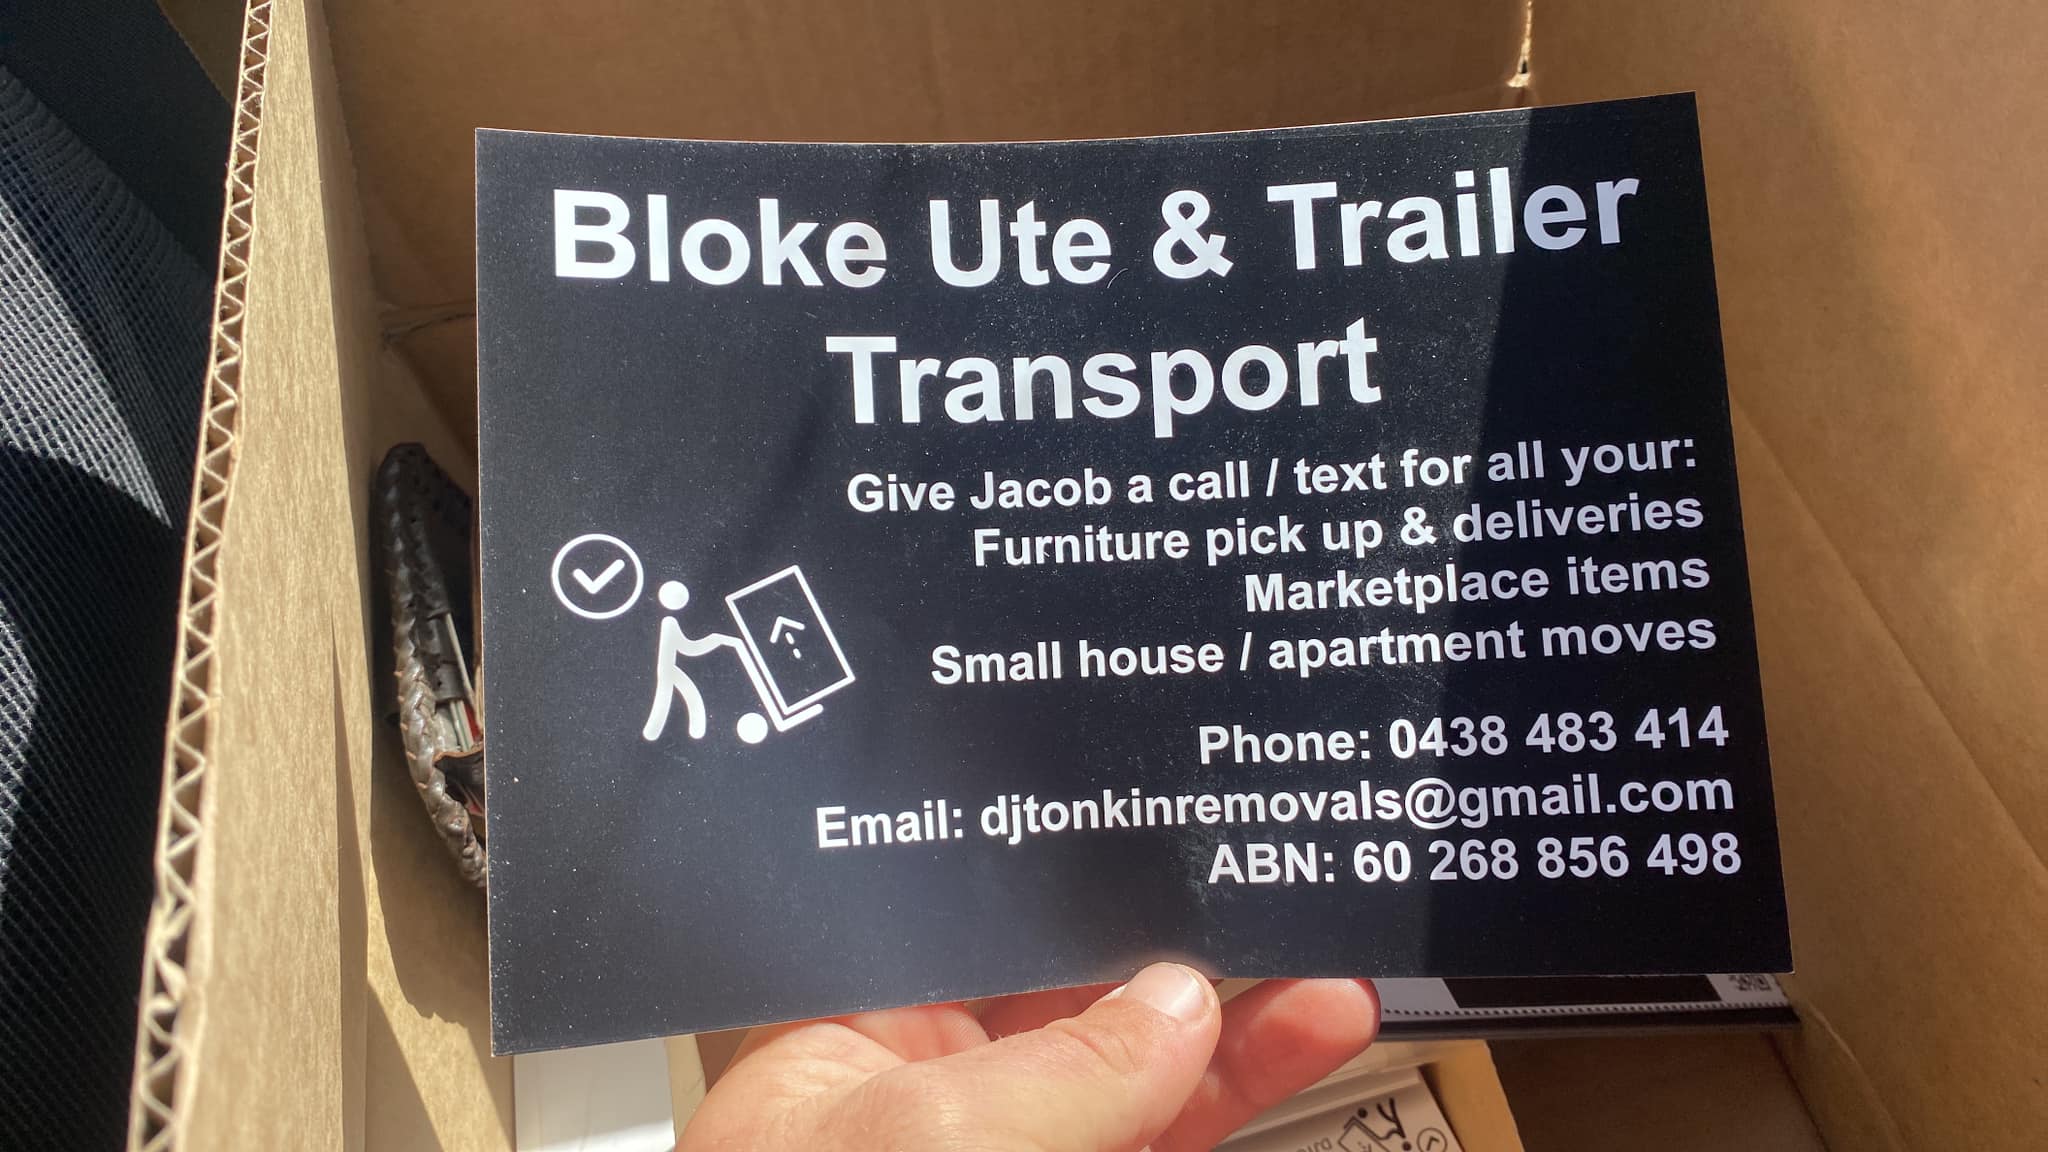 Bloke Ute & Trailer
Transport
Give Jacob a call / text for all your:
Furniture pick up & deliveries
Marketplace items
Small house / apartment moves
Phone: 0438 483 414
Email: djtonkinremovals@gmail.com
ABN: 60 268 856 498